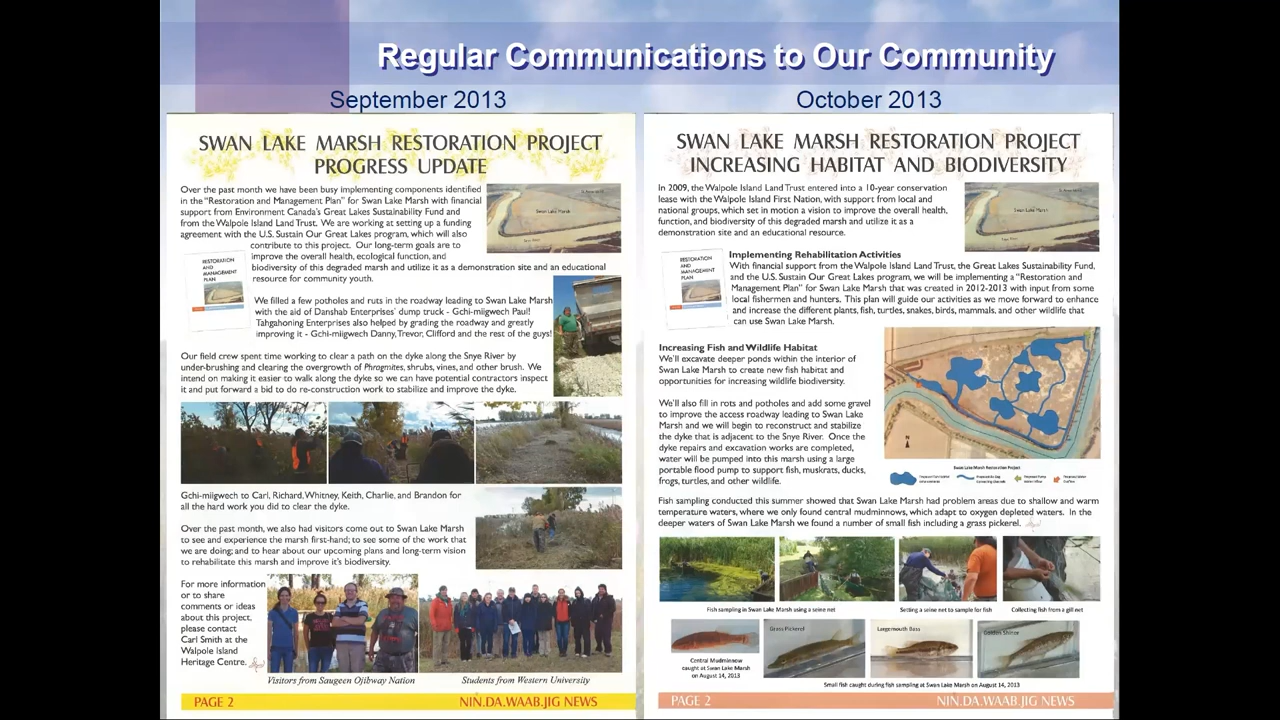 Regular Communications to Our Community
September 2013
SWAN LAKE MARSH RESTORATION PROJECT
PROGRESS UPDATE
Over the past month we have been busy implementing components identified
in the "Restoration and Management Plan" for Swan Lake Marsh with financial
support from Environment Canada's Great Lakes Sustainability Fund and
from the Walpole Island Land Trust. We are working at setting up a funding
agreement with the U.S. Sustain Our Great Lakes program, which will also
contribute to this project. Our long-term goals are to
improve the overall health, ecological function, and
biodiversity of this degraded marsh and utilize it as a demonstration site and an educational
resource for community youth.
Swan Lake Marsh
RESTORATION
AND
MANAGEMENT
PLAN
We filled a few potholes and ruts in the roadway leading to Swan Lake Marsh
with the aid of Danshab Enterprises' dump truck - Gchi-miigwech Paul!
Tahgahoning Enterprises also helped by grading the roadway and greatly
improving it - Gchi-miigwech Danny, Trevor, Clifford and the rest of the guys!
Our field crew spent time working to clear a path on the dyke along the Snye River by
under-brushing and clearing the overgrowth of Phragmites, shrubs, vines, and other brush. We
intend on making it easier to walk along the dyke so we can have potential contractors inspect
it and put forward a bid to do re-construction work to stabilize and improve the dyke.
Gchi-miigwech to Carl, Richard, Whitney, Keith, Charlie, and Brandon for
all the hard work you did to clear the dyke.
Over the past month, we also had visitors come out to Swan Lake Marsh
to see and experience the marsh first-hand; to see some of the work that
we are doing; and to hear about our upcoming plans and long-term vision
to rehabilitate this marsh and improve it's biodiversity.
For more information
or to share
comments or ideas
about this project,
please contact
Carl Smith at the
Walpole Island
Heritage Centre.
Visitors from Saugeen Ojibway Nation
Students from Western University
PAGE 2
NIN.DA.WAAB.JIG NEWS
October 2013
SWAN LAKE MARSH RESTORATION PROJECT
INCREASING HABITAT AND BIODIVERSITY
In 2009, the Walpole Island Land Trust entered into a 10-year conservation
lease with the Walpole Island First Nation, with support from local and
national groups, which set in motion a vision to improve the overall health,
function, and biodiversity of this degraded marsh and utilize it as a
demonstration site and an educational resource.
Swan Lake Marsh
RESTORATION
AND
MANAGEMENT
PLAN
Implementing Rehabilitation Activities
With financial support from the Walpole Island Land Trust, the Great Lakes Sustainability Fund,
and the U.S. Sustain Our Great Lakes program, we will be implementing a "Restoration and
Management Plan" for Swan Lake Marsh that was created in 2012-2013 with input from some
local fishermen and hunters. This plan will guide our activities as we move forward to enhance
and increase the different plants, fish, turtles, snakes, birds, mammals, and other wildlife that
can use Swan Lake Marsh.
Increasing Fish and Wildlife Habitat
We'll excavate deeper ponds within the interior of
Swan Lake Marsh to create new fish habitat and
opportunities for increasing wildlife biodiversity.
We'll also fill in rots and potholes and add some gravel
to improve the access roadway leading to Swan Lake
Marsh and we will begin to reconstruct and stabilize
the dyke that is adjacent to the Snye River. Once the
dyke repairs and excavation works are completed,
water will be pumped into this marsh using a large
portable flood pump to support fish, muskrats, ducks,
frogs, turtles, and other wildlife.
N
Swan Lake Marsh Restoration Project
Fish sampling conducted this summer showed that Swan Lake Marsh had problem areas due to shallow and warm
temperature waters, where we only found central mudminnows, which adapt to oxygen depleted waters. In the
deeper waters of Swan Lake Marsh we found a number of small fish including a grass pickerel.
Fish sampling in Swan Lake Marsh using a seine net
Setting a seine net to sample for fish
Collecting fish from a gill net
Central Mudminnow
caught at Swan Lake Marsh
on August 14, 2013
Grass Pickerel
Largemouth Bass
Golden Shiner
Small fish caught during fish sampling at Swan Lake Marsh on August 14, 2013
PAGE 2
NIN.DA.WAAB.JIG NEWS